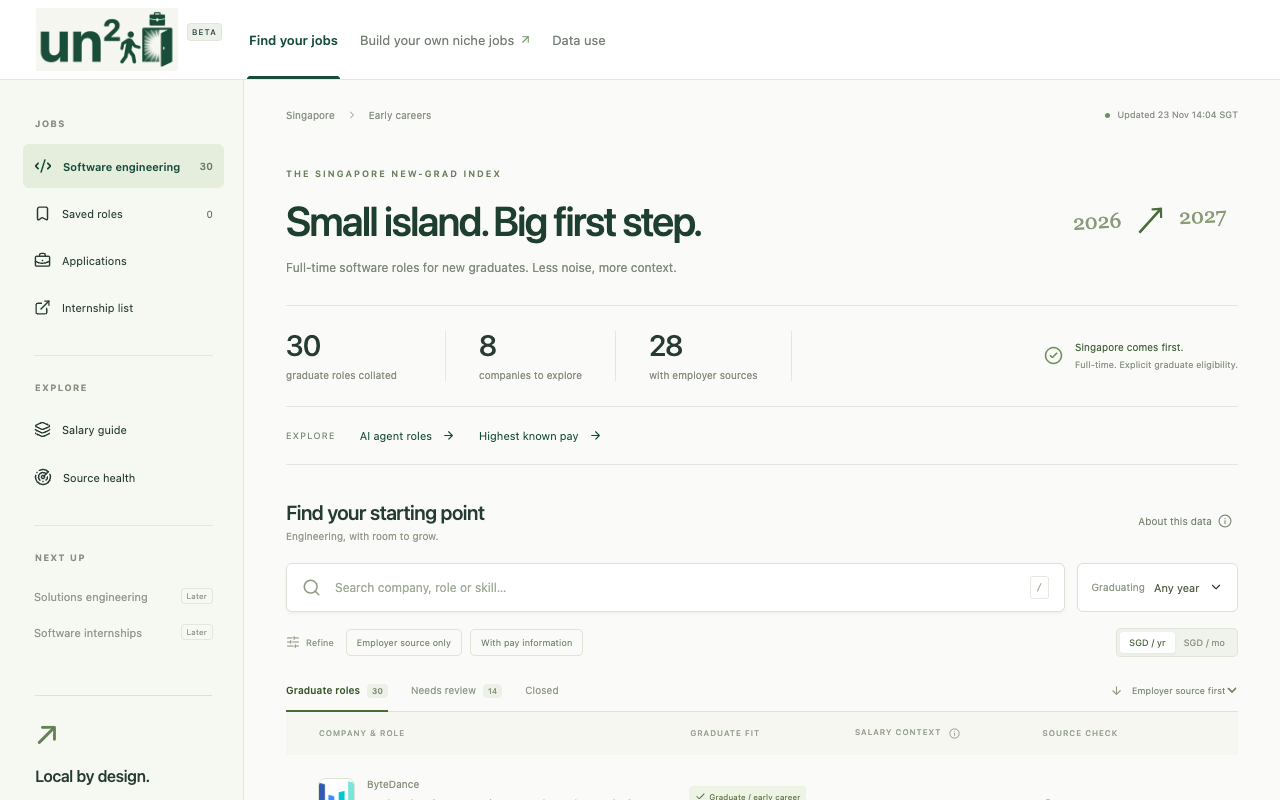 un²
BETA
Find your jobs
Build your own niche jobs
Data use
JOBS
Software engineering 30
Saved roles 0
Applications
Internship list
EXPLORE
Salary guide
Source health
NEXT UP
Solutions engineering Later
Software internships Later
Local by design.
Singapore
Early careers
Updated 23 Nov 14:04 SGT
THE SINGAPORE NEW-GRAD INDEX
Small island. Big first step.
2026 2027
Full-time software roles for new graduates. Less noise, more context.
30
graduate roles collated
8
companies to explore
28
with employer sources
Singapore comes first.
Full-time. Explicit graduate eligibility.
EXPLORE AI agent roles Highest known pay
Find your starting point
Engineering, with room to grow.
About this data
Search company, role or skill... /
Graduating Any year
Refine Employer source only With pay information
SGD / yr SGD / mo
Graduate roles 30 Needs review 14 Closed
Employer source first
COMPANY & ROLE GRADUATE FIT SALARY CONTEXT SOURCE CHECK
ByteDance
Graduate / early career